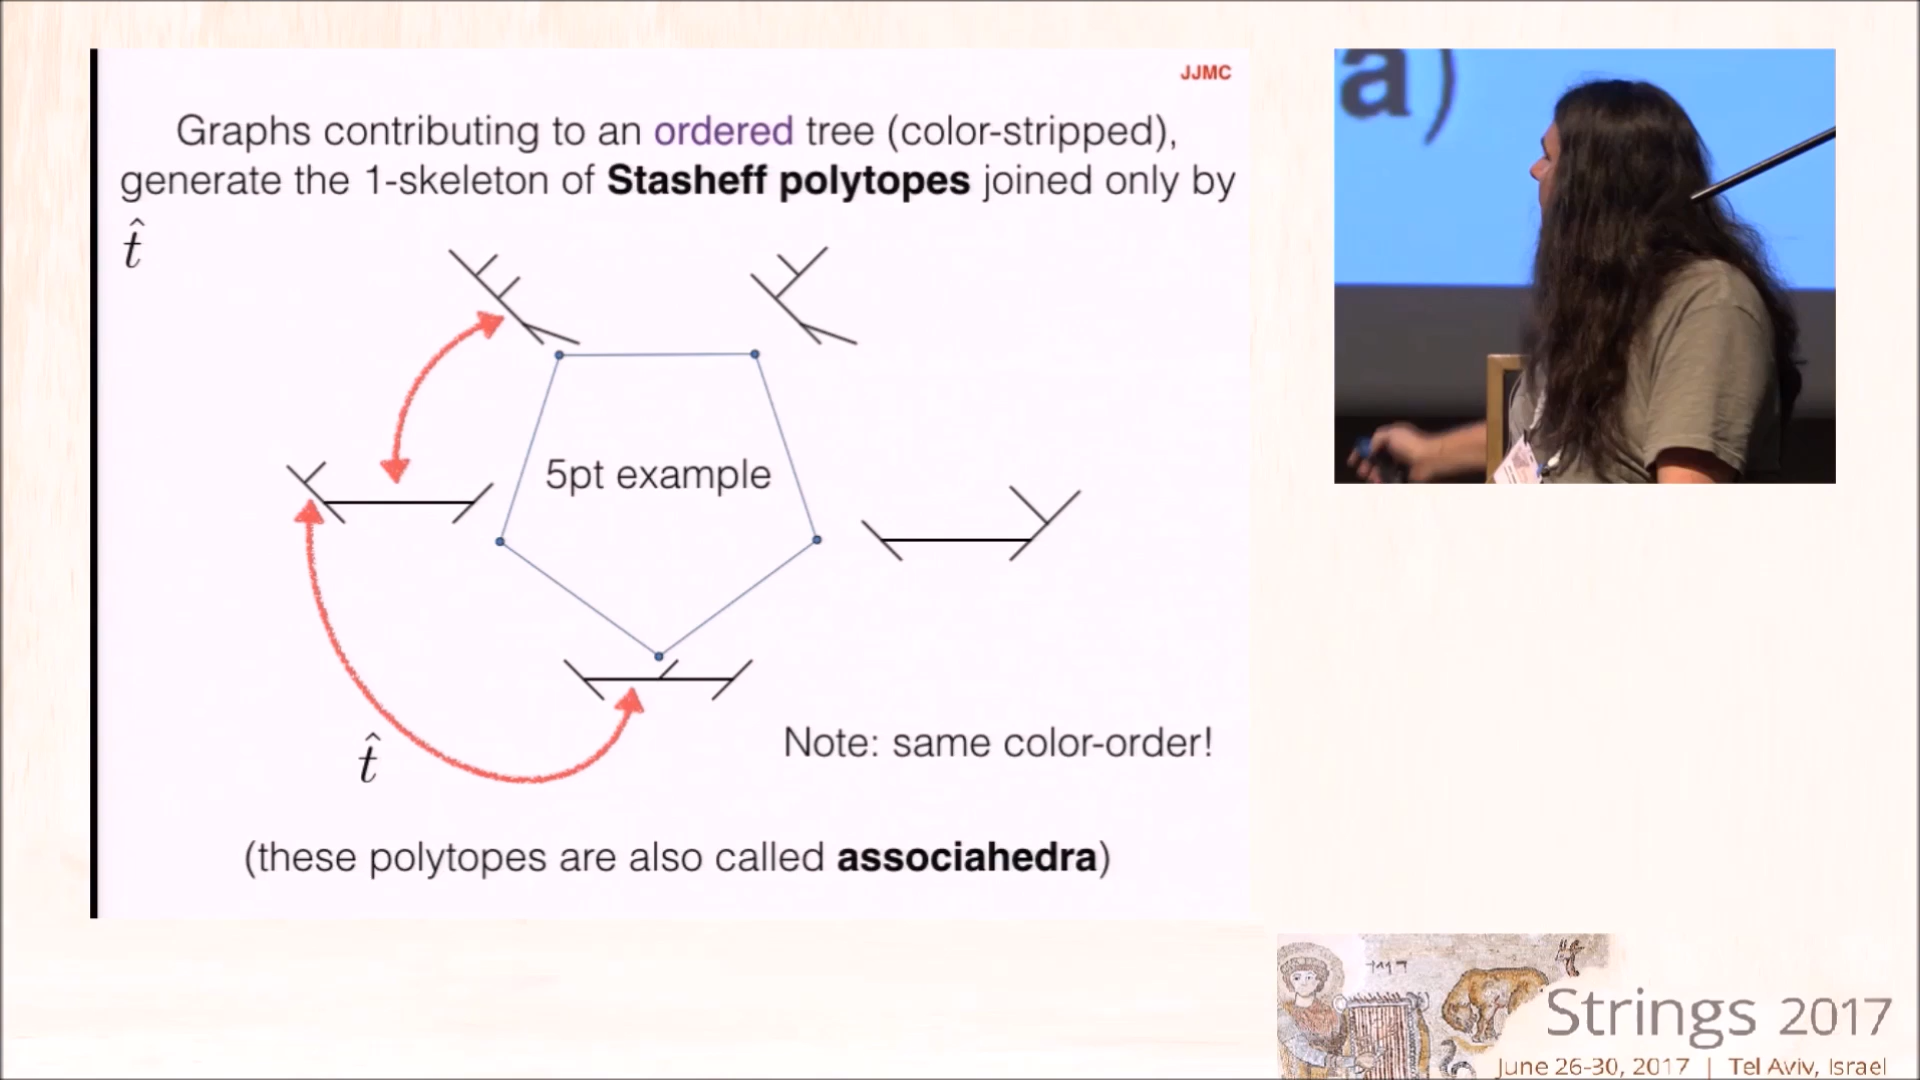 JJMC
Graphs contributing to an ordered tree (color-stripped),
generate the 1-skeleton of Stasheff polytopes joined only by
t̂
5pt example
t̂
Note: same color-order!
(these polytopes are also called associahedra)
a)
Strings 2017
June 26-30, 2017 | Tel Aviv, Israel